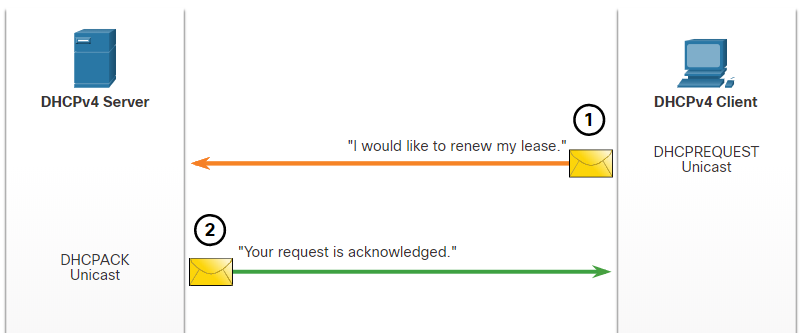 DHCPv4 Server
DHCPv4 Client
1
"I would like to renew my lease."
DHCPREQUEST
Unicast
2
"Your request is acknowledged."
DHCPACK
Unicast